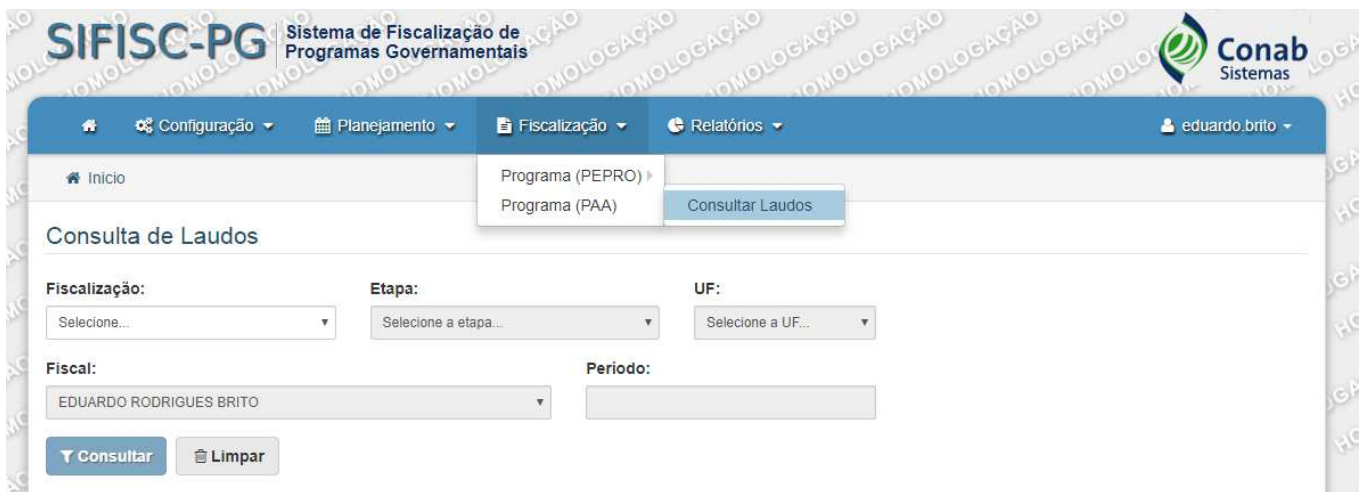 SIFISC-PG
Sistema de Fiscalização de
Programas Governamentais
Conab
Sistemas
HOMOLOGAÇÃO
Configuração
Planejamento
Fiscalização
Relatórios
eduardo.brito
Início
Programa (PEPRO)
Programa (PAA)
Consultar Laudos
Consulta de Laudos
Fiscalização:
Etapa:
UF:
Selecione...
Selecione a etapa...
Selecione a UF...
Fiscal:
Período:
EDUARDO RODRIGUES BRITO
Consultar
Limpar